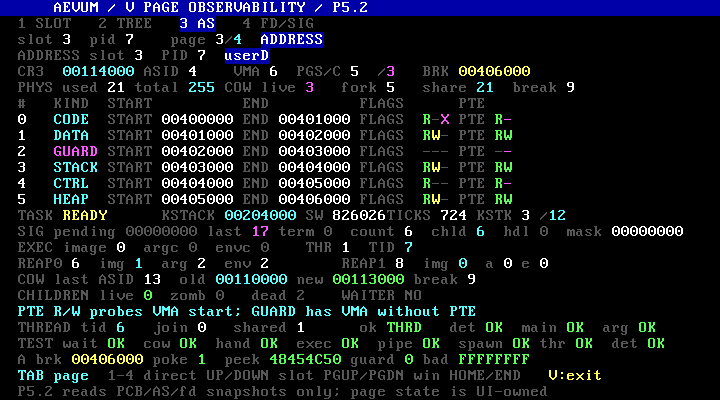 AEVUM / V PAGE OBSERVABILITY / P5.2
1 SLOT 2 TREE 3 AS 4 FD/SIG
slot 3 pid 7 page 3/4 ADDRESS
ADDRESS slot 3 PID 7 userD
CR3 00114000 ASID 4 VMA 6 PGS/C 5 /3 BRK 00406000
PHYS used 21 total 255 COW live 3 fork 5 share 21 break 9
# KIND START END FLAGS PTE
0 CODE START 00400000 END 00401000 FLAGS R-X PTE R-
1 DATA START 00401000 END 00402000 FLAGS RW- PTE RW
2 GUARD START 00402000 END 00403000 FLAGS --- PTE --
3 STACK START 00403000 END 00404000 FLAGS RW- PTE RW
4 CTRL START 00404000 END 00405000 FLAGS R-- PTE R-
5 HEAP START 00405000 END 00406000 FLAGS RW- PTE RW
TASK READY KSTACK 00204000 SW 826026TICKS 724 KSTK 3 /12
SIG pending 00000000 last 17 term 0 count 6 chld 6 hdl 0 mask 00000000
EXEC image 0 argc 0 envc 0 THR 1 TID 7
REAP0 6 img 1 arg 2 env 2 REAP1 8 img 0 a 0 e 0
COW last ASID 13 old 00110000 new 00113000 break 9
CHILDREN live 0 zomb 0 dead 2 WAITER NO
PTE R/W probes VMA start; GUARD has VMA without PTE
THREAD tid 6 join 0 shared 1 ok THRD det OK main OK arg OK
TEST wait OK cow OK hand OK exec OK pipe OK spawn OK thr OK det OK
A brk 00406000 poke 1 peek 48454C50 guard 0 bad FFFFFFFF
TAB page 1-4 direct UP/DOWN slot PGUP/PGDN win HOME/END V:exit
P5.2 reads PCB/AS/fd snapshots only; page state is UI-owned